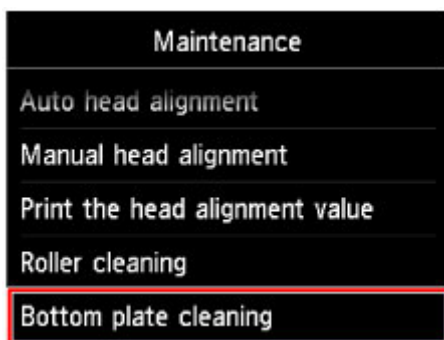 Maintenance
Auto head alignment
Manual head alignment
Print the head alignment value
Roller cleaning
Bottom plate cleaning